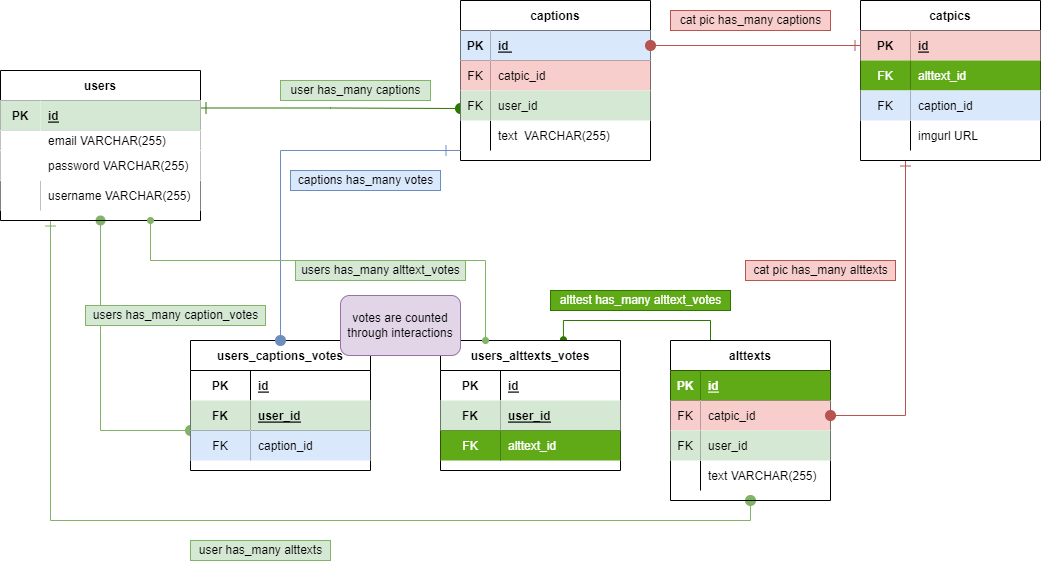 captions
PK id
FK catpic_id
FK user_id
text VARCHAR(255)
cat pic has_many captions
catpics
PK id
FK alttext_id
FK caption_id
imgurl URL
users
PK id
email VARCHAR(255)
password VARCHAR(255)
username VARCHAR(255)
user has_many captions
captions has_many votes
users has_many alttext_votes
cat pic has_many alttexts
users has_many caption_votes
votes are counted
through interactions
alttest has_many alttext_votes
users_captions_votes
PK id
FK user_id
FK caption_id
users_alttexts_votes
PK id
FK user_id
FK alttext_id
alttexts
PK id
FK catpic_id
FK user_id
text VARCHAR(255)
user has_many alttexts